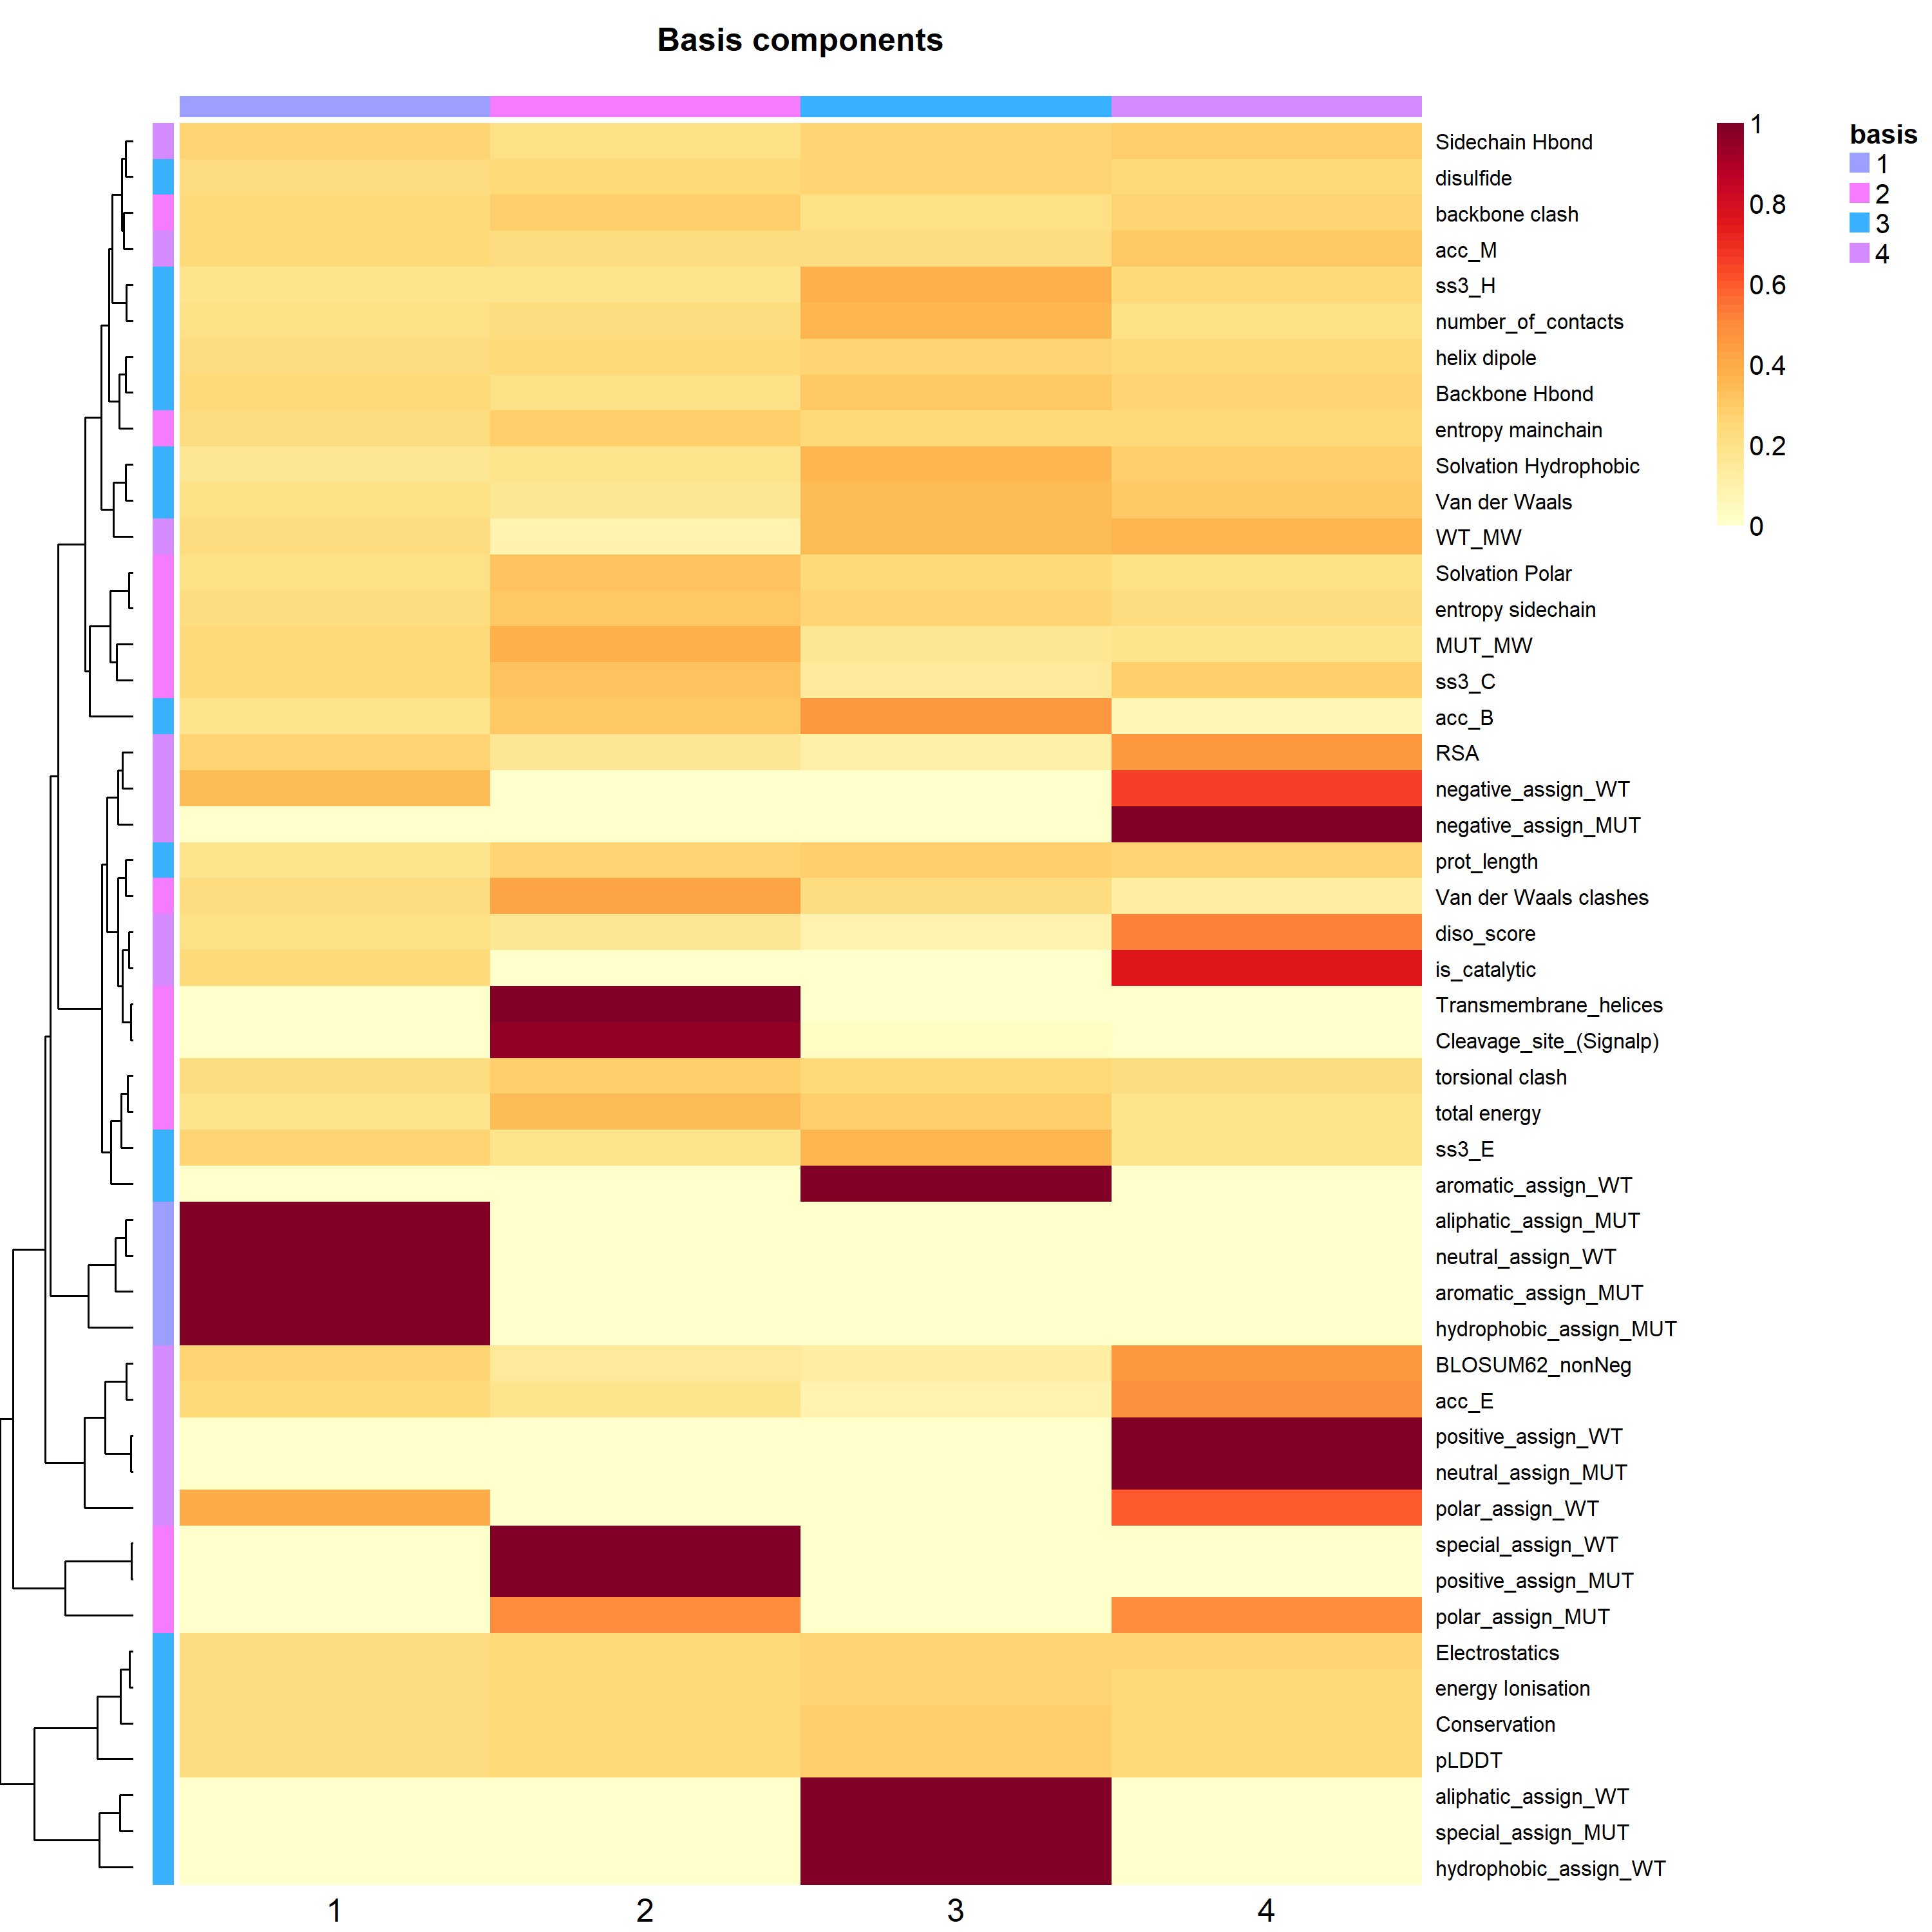 Basis components
Sidechain Hbond
disulfide
backbone clash
acc_M
ss3_H
number_of_contacts
helix dipole
Backbone Hbond
entropy mainchain
Solvation Hydrophobic
Van der Waals
WT_MW
Solvation Polar
entropy sidechain
MUT_MW
ss3_C
acc_B
RSA
negative_assign_WT
negative_assign_MUT
prot_length
Van der Waals clashes
diso_score
is_catalytic
Transmembrane_helices
Cleavage_site_(Signalp)
torsional clash
total energy
ss3_E
aromatic_assign_WT
aliphatic_assign_MUT
neutral_assign_WT
aromatic_assign_MUT
hydrophobic_assign_MUT
BLOSUM62_nonNeg
acc_E
positive_assign_WT
neutral_assign_MUT
polar_assign_WT
special_assign_WT
positive_assign_MUT
polar_assign_MUT
Electrostatics
energy Ionisation
Conservation
pLDDT
aliphatic_assign_WT
special_assign_MUT
hydrophobic_assign_WT
1 2 3 4
1
0.8
0.6
0.4
0.2
0
basis
1
2
3
4